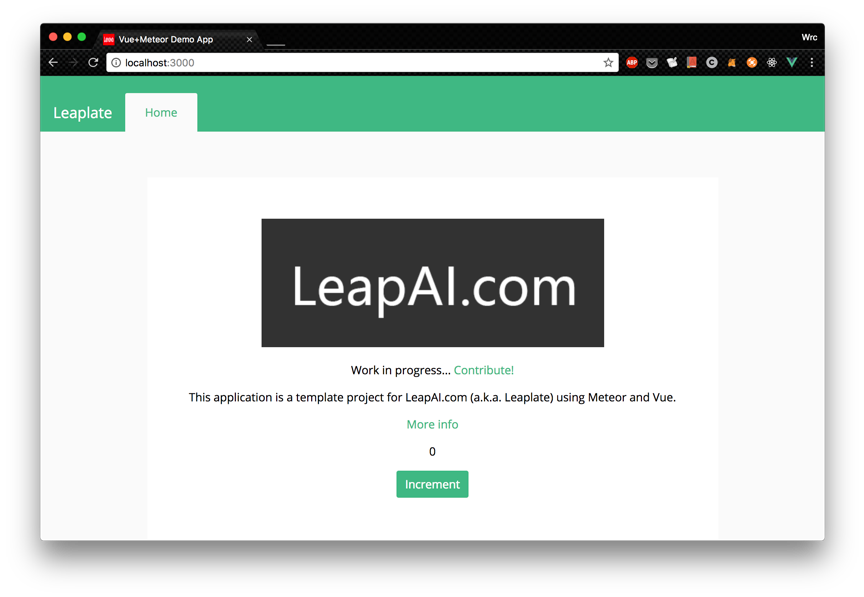 Vue+Meteor Demo App
Wrc
localhost:3000
ABP
Leaplate
Home
LeapAI.com
Work in progress... Contribute!
This application is a template project for LeapAI.com (a.k.a. Leaplate) using Meteor and Vue.
More info
0
Increment